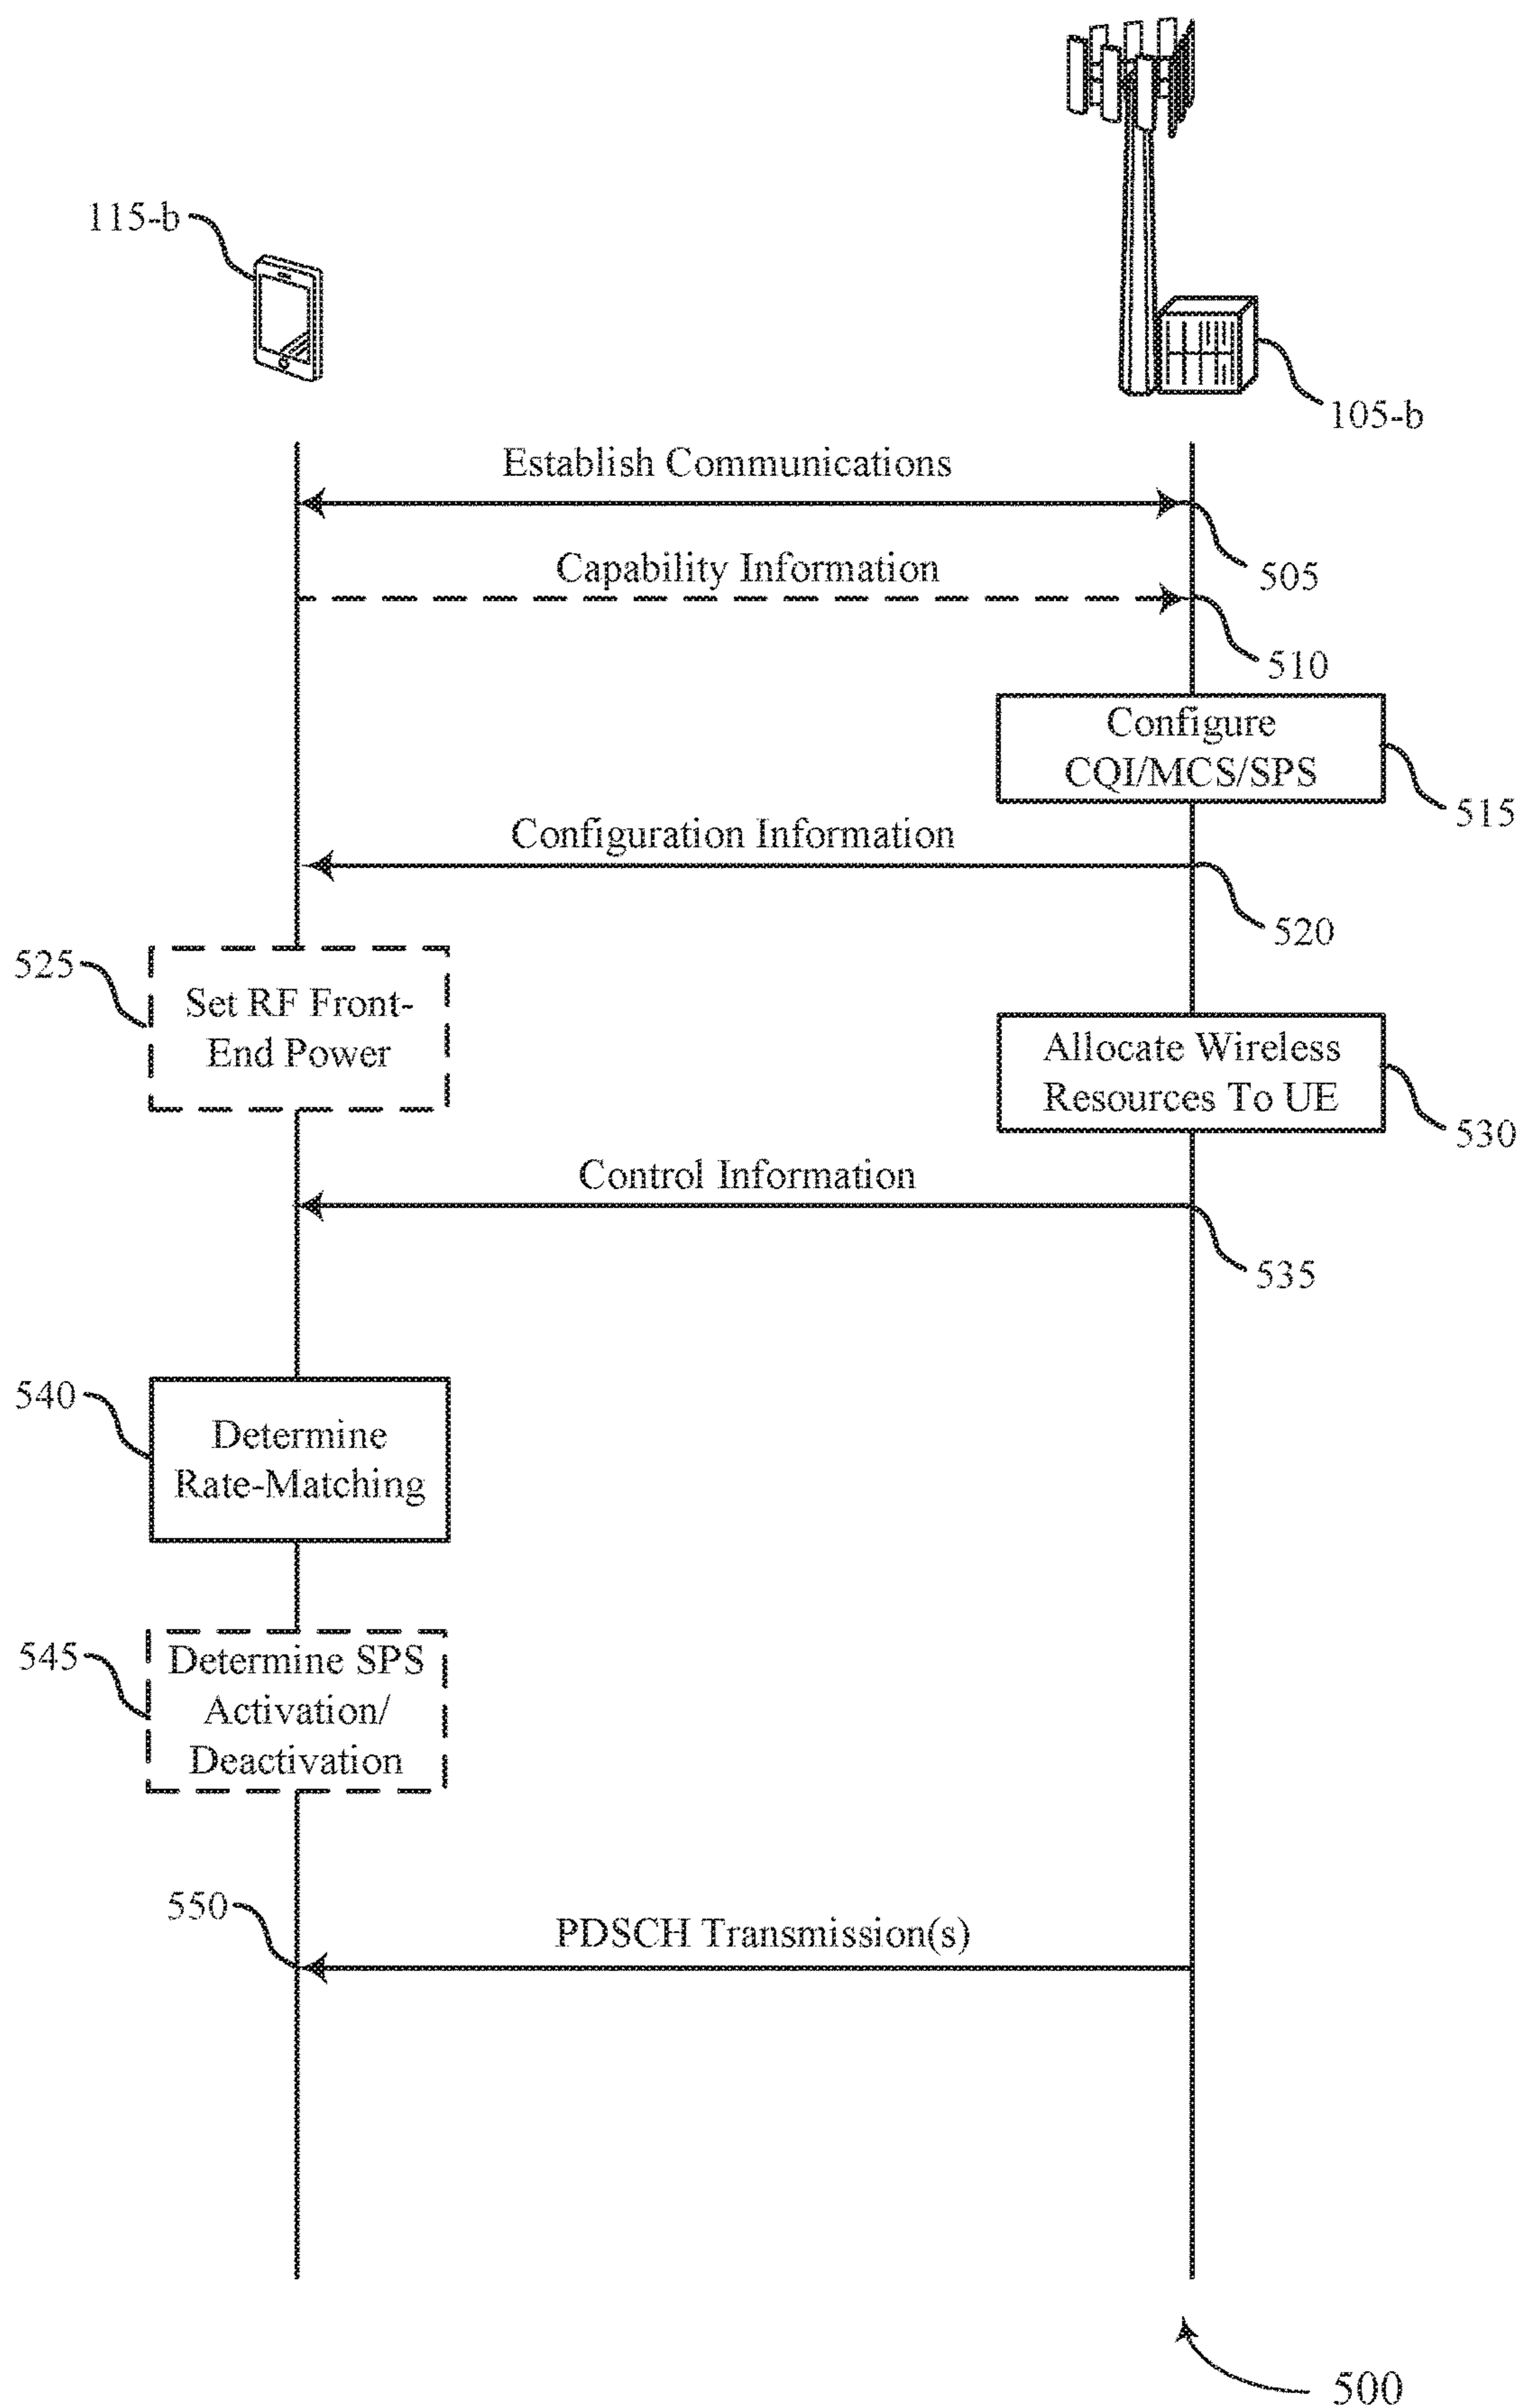 115-b
105-b
Establish Communications
505
Capability Information
510
Configure
CQI/MCS/SPS
515
Configuration Information
520
525
Set RF Front-
End Power
Allocate Wireless
Resources To UE
530
Control Information
535
540
Determine
Rate-Matching
545
Determine SPS
Activation/
Deactivation
550
PDSCH Transmission(s)
500